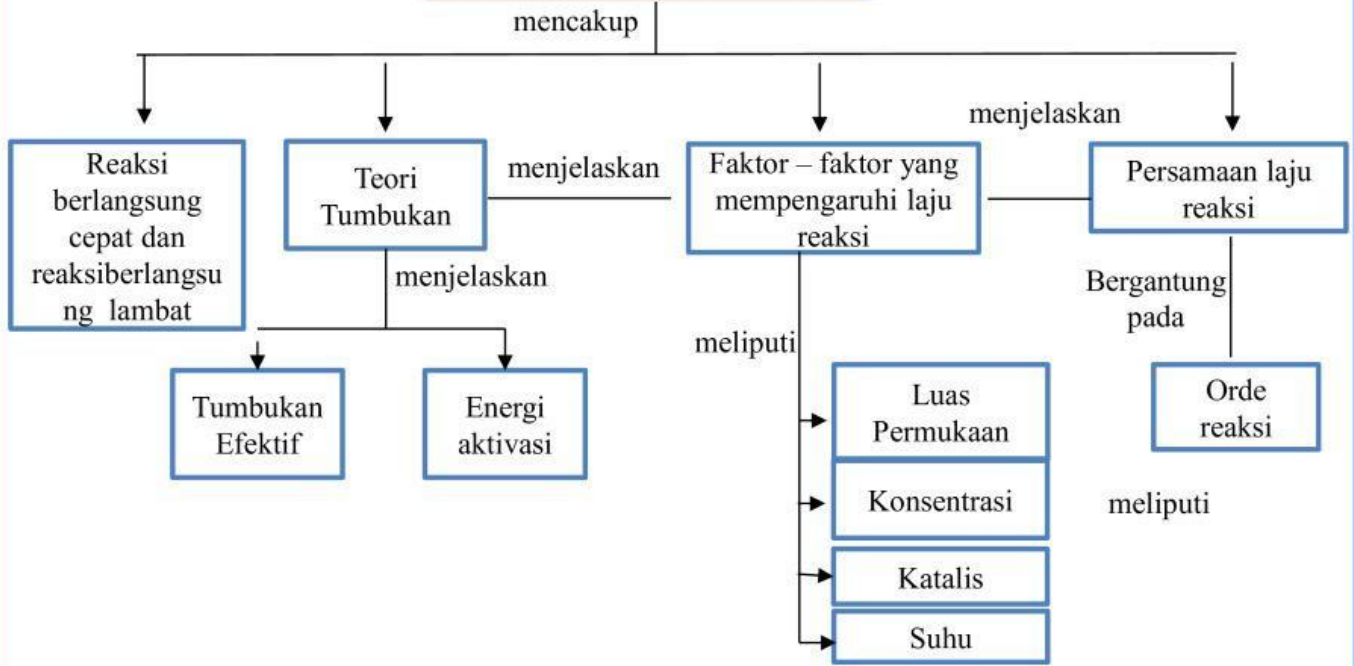 mencakup
menjelaskan
Reaksi
berlangsung
cepat dan
reaksiberlangsu
ng lambat
Teori
Tumbukan
menjelaskan
Faktor – faktor yang
mempengaruhi laju
reaksi
Persamaan laju
reaksi
menjelaskan
Bergantung
pada
meliputi
Tumbukan
Efektif
Energi
aktivasi
Luas
Permukaan
Orde
reaksi
Konsentrasi
meliputi
Katalis
Suhu